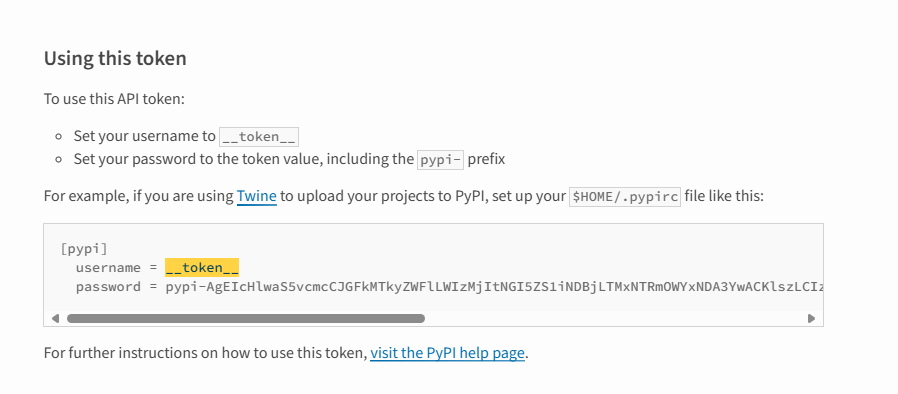 Using this token
To use this API token:
Set your username to __token__
Set your password to the token value, including the pypi- prefix
For example, if you are using Twine to upload your projects to PyPI, set up your $HOME/.pypirc file like this:
[pypi]
username = __token__
password = pypi-AgEIcHlwaS5vcmcCJGFkMTkyZWFlLWIzMjItNGI5ZS1iNDBjLTMxNTRmOWYxNDA3YwACKlszLCIz
For further instructions on how to use this token, visit the PyPI help page.